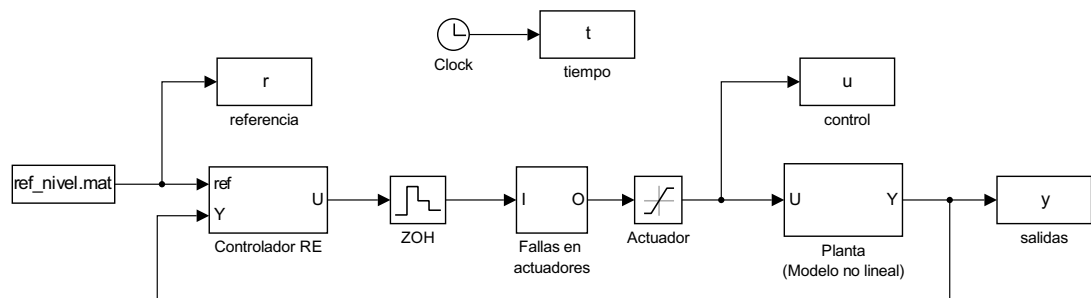 t
Clock
tiempo
r
referencia
u
control
ref_nivel.mat
ref
Y
U
Controlador RE
ZOH
I
O
Fallas en
actuadores
Actuador
U
Y
Planta
(Modelo no lineal)
y
salidas